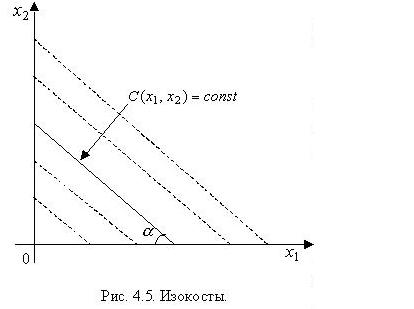 x₂
C(x₁, x₂) = const
α
0
x₁
Рис. 4.5. Изокосты.